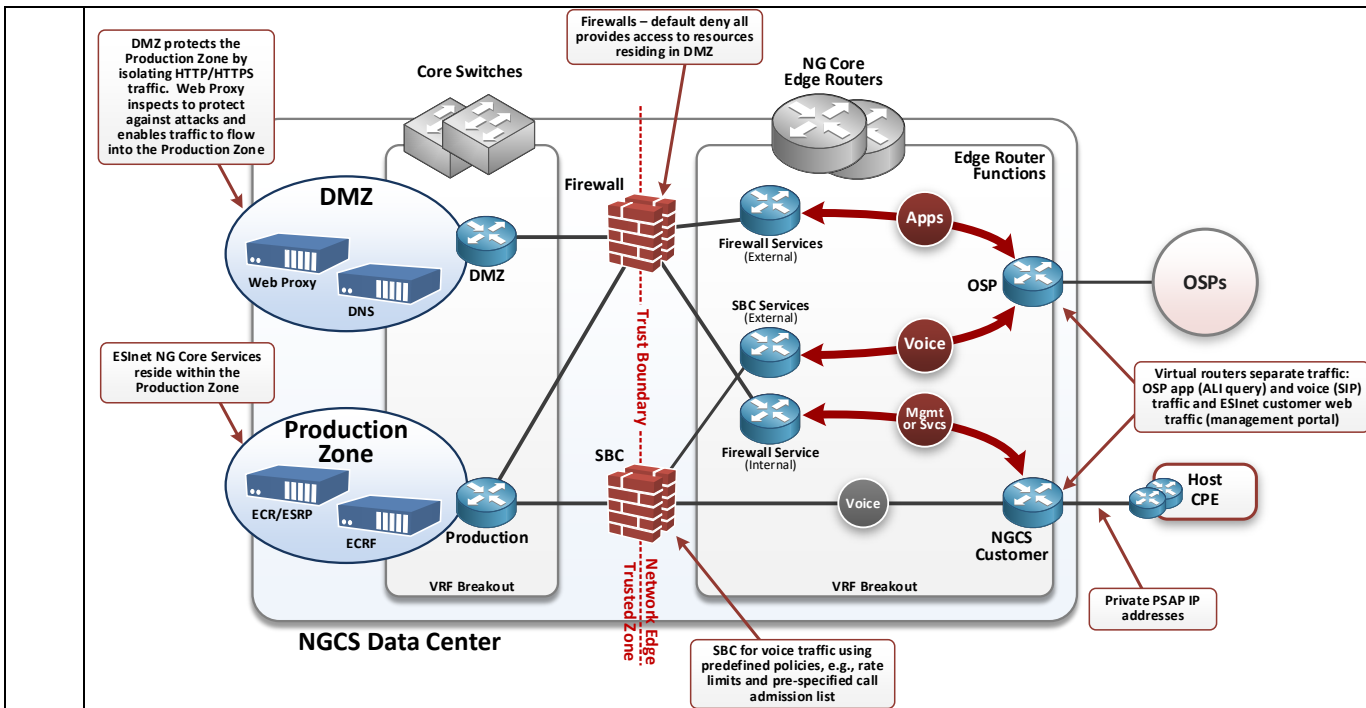 DMZ protects the
Production Zone by
isolating HTTP/HTTPS
traffic. Web Proxy
inspects to protect
against attacks and
enables traffic to flow
into the Production Zone
Core Switches
Firewalls – default deny all
provides access to resources
residing in DMZ
NG Core
Edge Routers
Edge Router
Functions
Firewall
DMZ
Web Proxy
DNS
DMZ
Firewall Services
(External)
Apps
OSP
OSPs
SBC Services
(External)
Voice
Trust Boundary
ESInet NG Core Services
reside within the
Production Zone
Virtual routers separate traffic:
OSP app (ALI query) and voice (SIP)
traffic and ESInet customer web
traffic (management portal)
Mgmt
or Svcs
Firewall Service
(Internal)
Production
Zone
ECR/ESRP
ECRF
Production
SBC
Voice
NGCS
Customer
Host
CPE
VRF Breakout
Network Edge
Trusted Zone
VRF Breakout
Private PSAP IP
addresses
NGCS Data Center
SBC for voice traffic using
predefined policies, e.g., rate
limits and pre-specified call
admission list